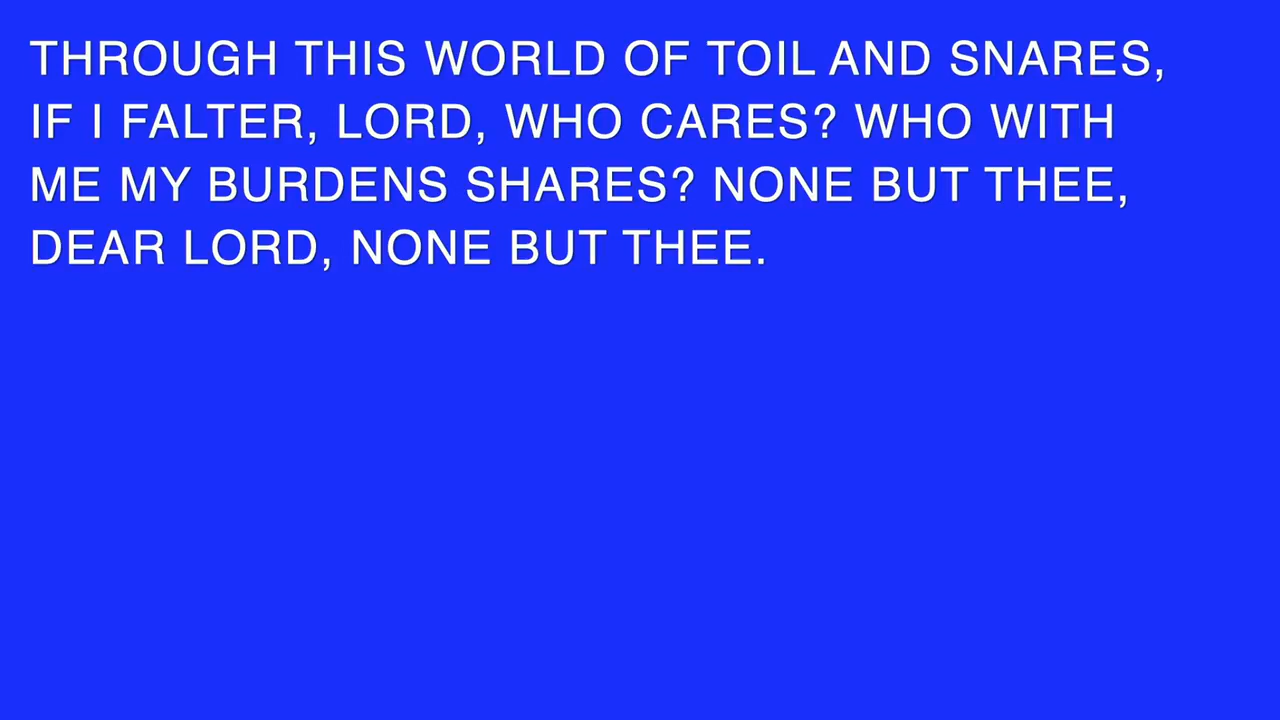 THROUGH THIS WORLD OF TOIL AND SNARES,
IF I FALTER, LORD, WHO CARES? WHO WITH
ME MY BURDENS SHARES? NONE BUT THEE,
DEAR LORD, NONE BUT THEE.